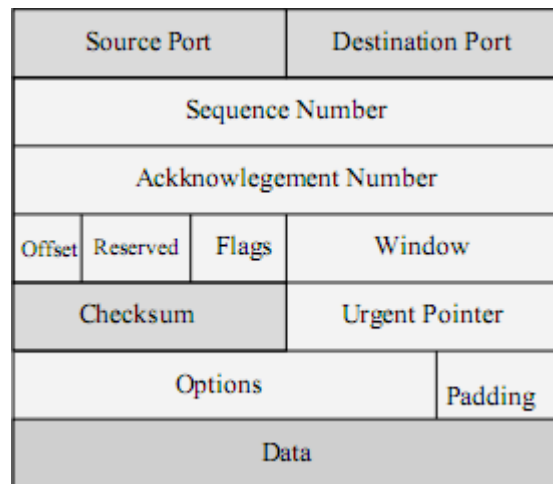 Source Port Destination Port
Sequence Number
Ackknowlegement Number
Offset Reserved Flags Window
Checksum Urgent Pointer
Options Padding
Data